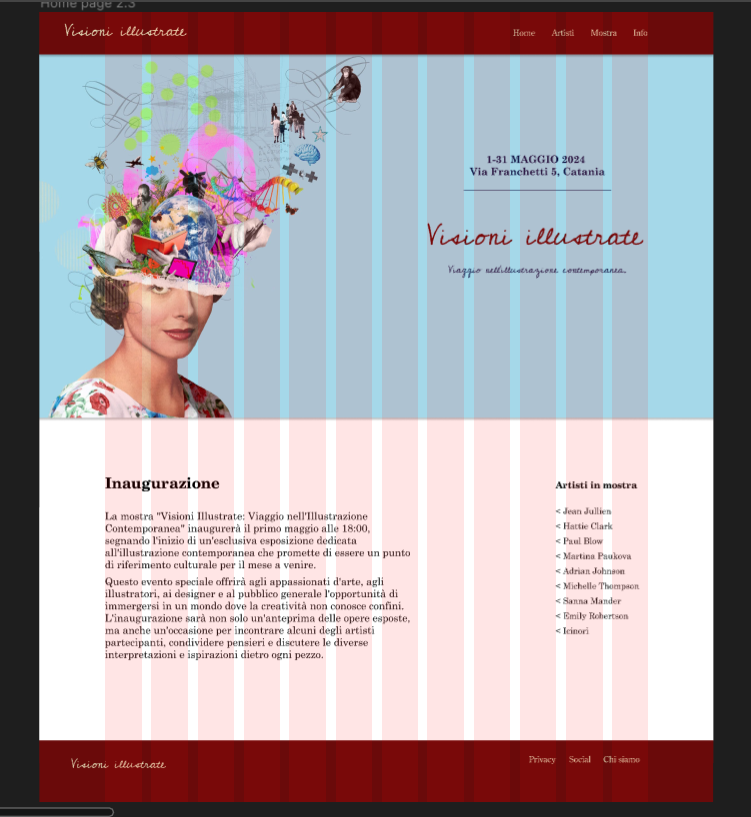 Home page 2.3
Visioni illustrate
Home Artisti Mostra Info
1-31 MAGGIO 2024
Via Franchetti 5, Catania
Visioni illustrate
Viaggio nell'illustrazione contemporanea.
Inaugurazione
La mostra "Visioni Illustrate: Viaggio nell'Illustrazione
Contemporanea" inaugurerà il primo maggio alle 18:00,
segnando l'inizio di un'esclusiva esposizione dedicata
all'illustrazione contemporanea che promette di essere un punto
di riferimento culturale per il mese a venire.
Questo evento speciale offrirà agli appassionati d'arte, agli
illustratori, ai designer e al pubblico generale l'opportunità di
immergersi in un mondo dove la creatività non conosce confini.
L'inaugurazione sarà non solo un'anteprima delle opere esposte,
ma anche un'occasione per incontrare alcuni degli artisti
partecipanti, condividere pensieri e discutere le diverse
interpretazioni e ispirazioni dietro ogni pezzo.
Artisti in mostra
< Jean Jullien
< Hattie Clark
< Paul Blow
< Martina Paukova
< Adrian Johnson
< Michelle Thompson
< Sanna Mander
< Emily Robertson
< Icinori
Visioni illustrate
Privacy Social Chi siamo